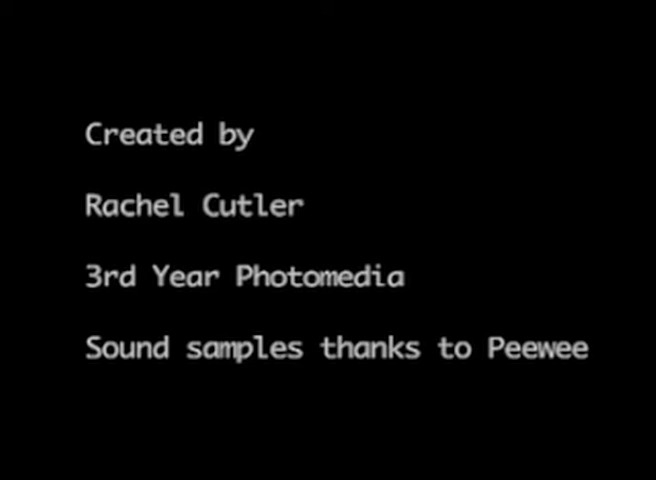 Created by
Rachel Cutler
3rd Year Photomedia
Sound samples thanks to Peewee